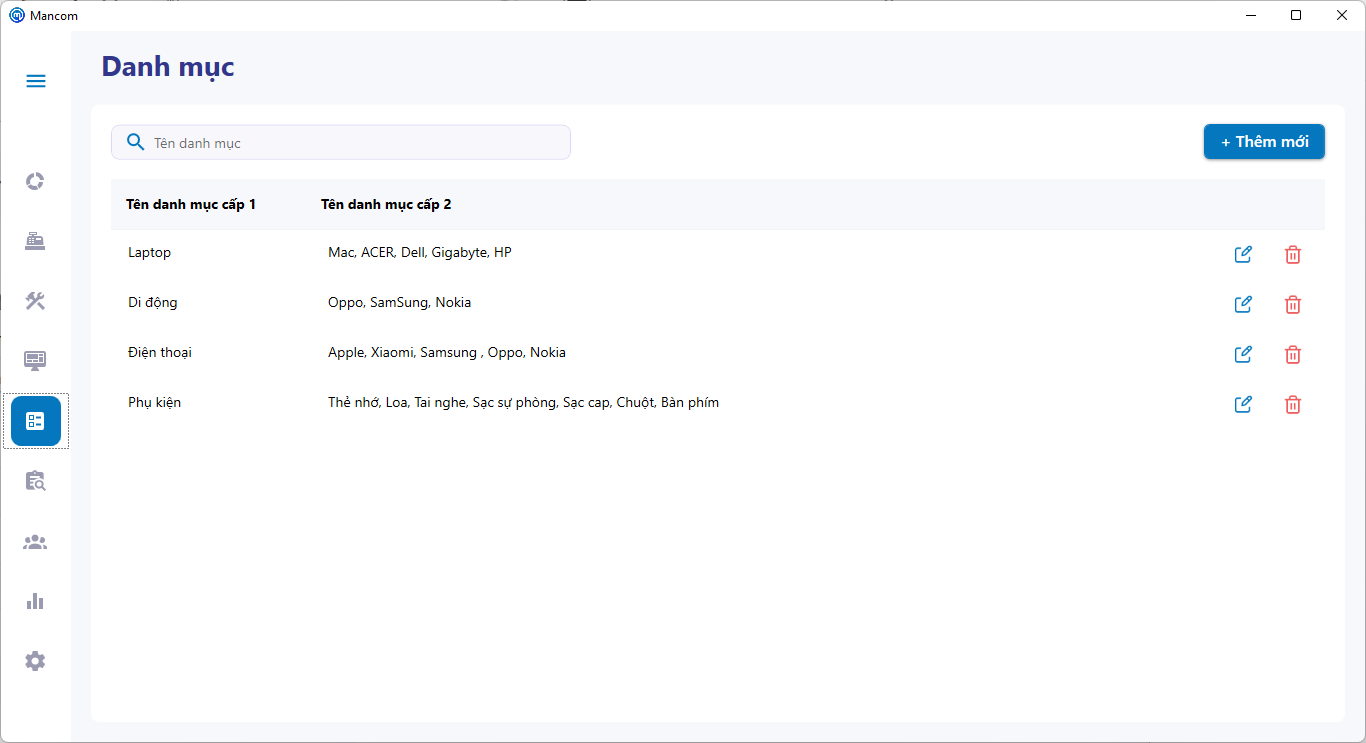 Mancom
Danh mục
Tên danh mục
+ Thêm mới
Tên danh mục cấp 1 Tên danh mục cấp 2
Laptop Mac, ACER, Dell, Gigabyte, HP
Di động Oppo, SamSung, Nokia
Điện thoại Apple, Xiaomi, Samsung , Oppo, Nokia
Phụ kiện Thẻ nhớ, Loa, Tai nghe, Sạc sự phòng, Sạc cap, Chuột, Bàn phím